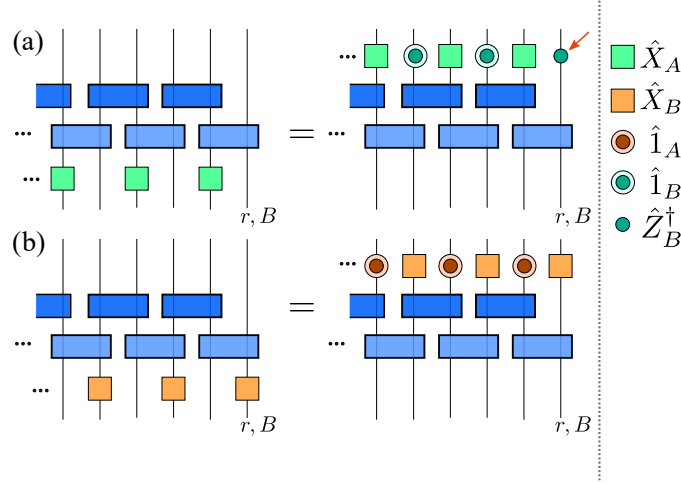 (a)
...
... = ...
...
r, B r, B
(b)
...
= 
... ...
...
r, B r, B
X̂_A
X̂_B
1̂_A
1̂_B
Ẑ_B^†